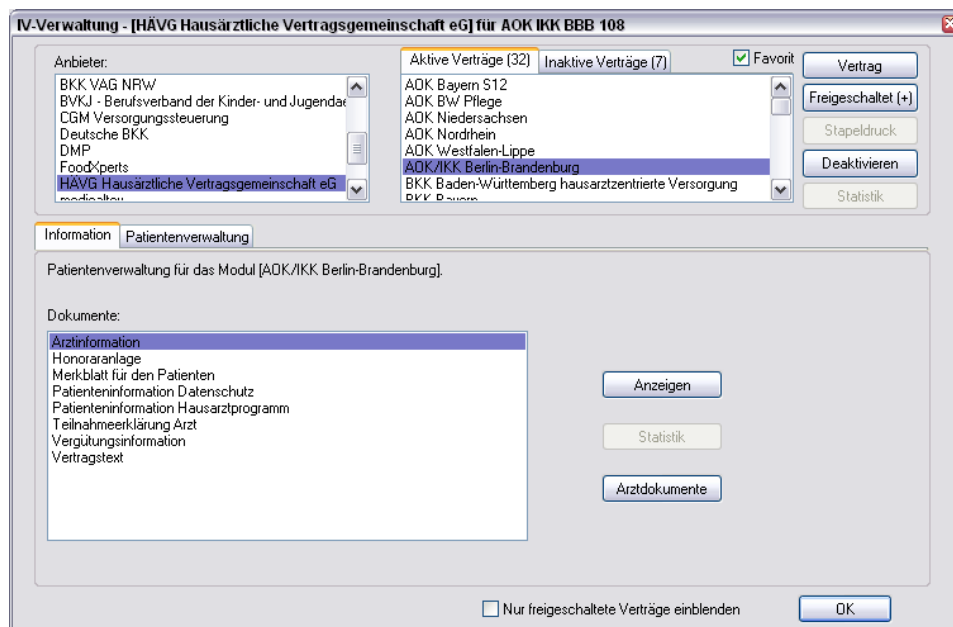 IV-Verwaltung - [HÄVG Hausärztliche Vertragsgemeinschaft eG] für AOK IKK BBB 108
Anbieter:
BKK VAG NRW
BVKJ - Berufsverband der Kinder- und Jugendae
CGM Versorgungssteuerung
Deutsche BKK
DMP
FoodXperts
HÄVG Hausärztliche Vertragsgemeinschaft eG
Aktive Verträge (32)
Inaktive Verträge (7)
Favorit
AOK Bayern S12
AOK BW Pflege
AOK Niedersachsen
AOK Nordrhein
AOK Westfalen-Lippe
AOK/IKK Berlin-Brandenburg
BKK Baden-Württemberg hausarztzentrierte Versorgung
BKK Bayern
Vertrag
Freigeschaltet (+)
Stapeldruck
Deaktivieren
Statistik
Information
Patientenverwaltung
Patientenverwaltung für das Modul [AOK/IKK Berlin-Brandenburg].
Dokumente:
Arztinformation
Honoraranlage
Merkblatt für den Patienten
Patienteninformation Datenschutz
Patienteninformation Hausarztprogramm
Teilnahmeerklärung Arzt
Vergütungsinformation
Vertragstext
Anzeigen
Statistik
Arztdokumente
Nur freigeschaltete Verträge einblenden
OK